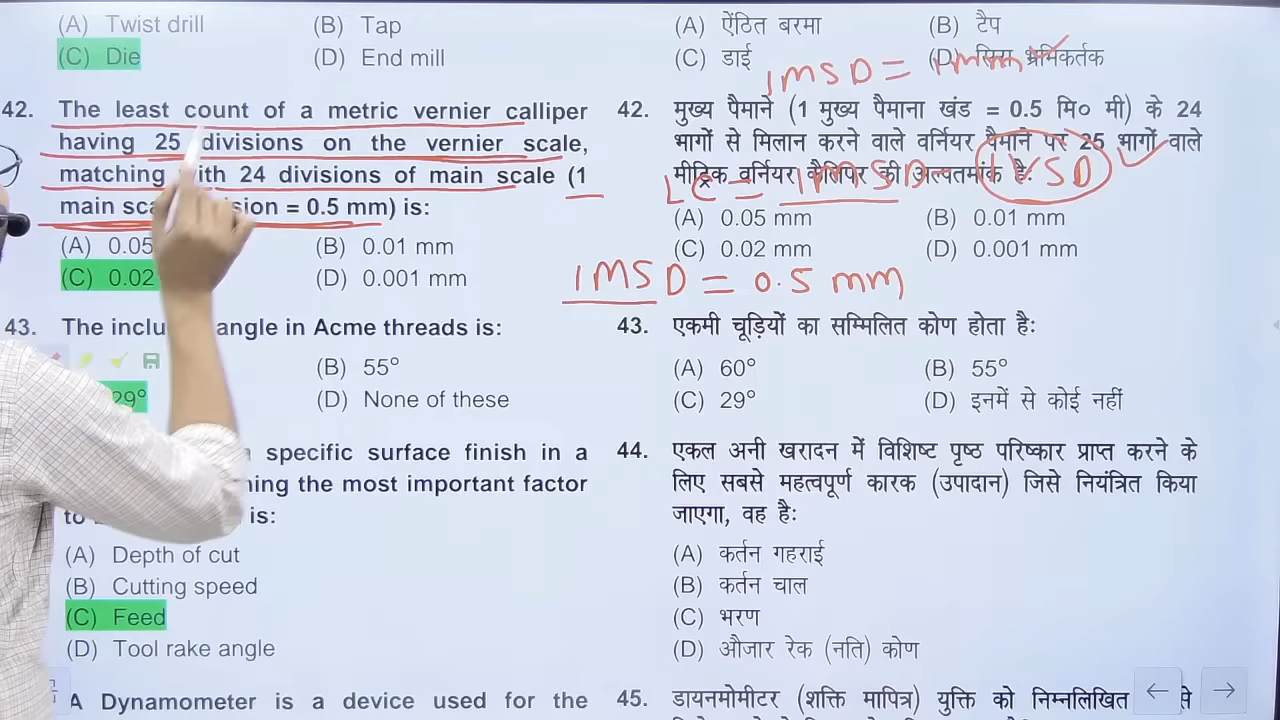 (A) Twist drill (B) Tap
(C) Die (D) End mill
42. The least count of a metric vernier calliper
having 25 divisions on the vernier scale,
matching with 24 divisions of main scale (1
main = 0.5 mm) is:
(A) 0.05 (B) 0.01 mm
(C) 0.02 (D) 0.001 mm
43. The angle in Acme threads is:
(B) 55°
29° (D) None of these
specific surface finish in a
the most important factor
is:
(A) Depth of cut
(B) Cutting speed
(C) Feed
(D) Tool rake angle
A Dynamometer is a device used for the
(A) ऐंठित बरमा (B) टैप
(C) डाई (D)
1MSD = 1mm
42. मुख्य पैमाने (1 मुख्य पैमाना खंड = 0.5 मि० मी) के 24
भागों से मिलान करने वाले वर्नियर पैमाने पर 25 भागों वाले
मीट्रिक वर्नियर कैलिपर की अल्पतमांक है:
LC = 1MSD - 1VSD
(A) 0.05 mm (B) 0.01 mm
(C) 0.02 mm (D) 0.001 mm
1MSD = 0.5 mm
43. एकमी चूड़ियों का सम्मिलित कोण होता है:
(A) 60° (B) 55°
(C) 29° (D) इनमें से कोई नहीं
44. एकल अनी खरादन में विशिष्ट पृष्ठ परिष्कार प्राप्त करने के
लिए सबसे महत्वपूर्ण कारक (उपादान) जिसे नियंत्रित किया
जाएगा, वह है:
(A) कर्तन गहराई
(B) कर्तन चाल
(C) भरण
(D) औजार रेक (नति) कोण
45. डायनमोमीटर (शक्ति मापित्र) युक्ति को निम्नलिखित से